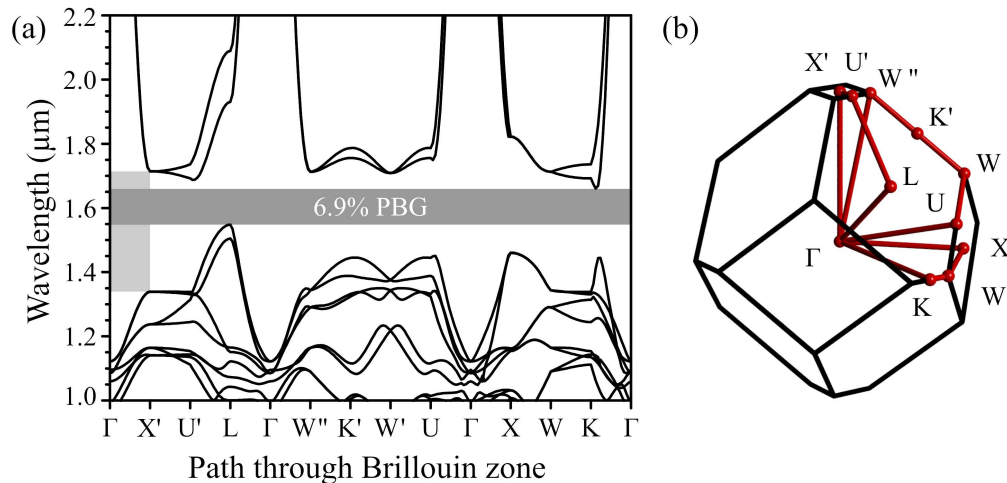 (a)
Wavelength (µm)
2.2
2.0
1.8
1.6
1.4
1.2
1.0
6.9% PBG
Γ X' U' L Γ W" K' W' U Γ X W K Γ
Path through Brillouin zone
(b)
X' U' W"
K'
W
L
U
Γ
X
K
W